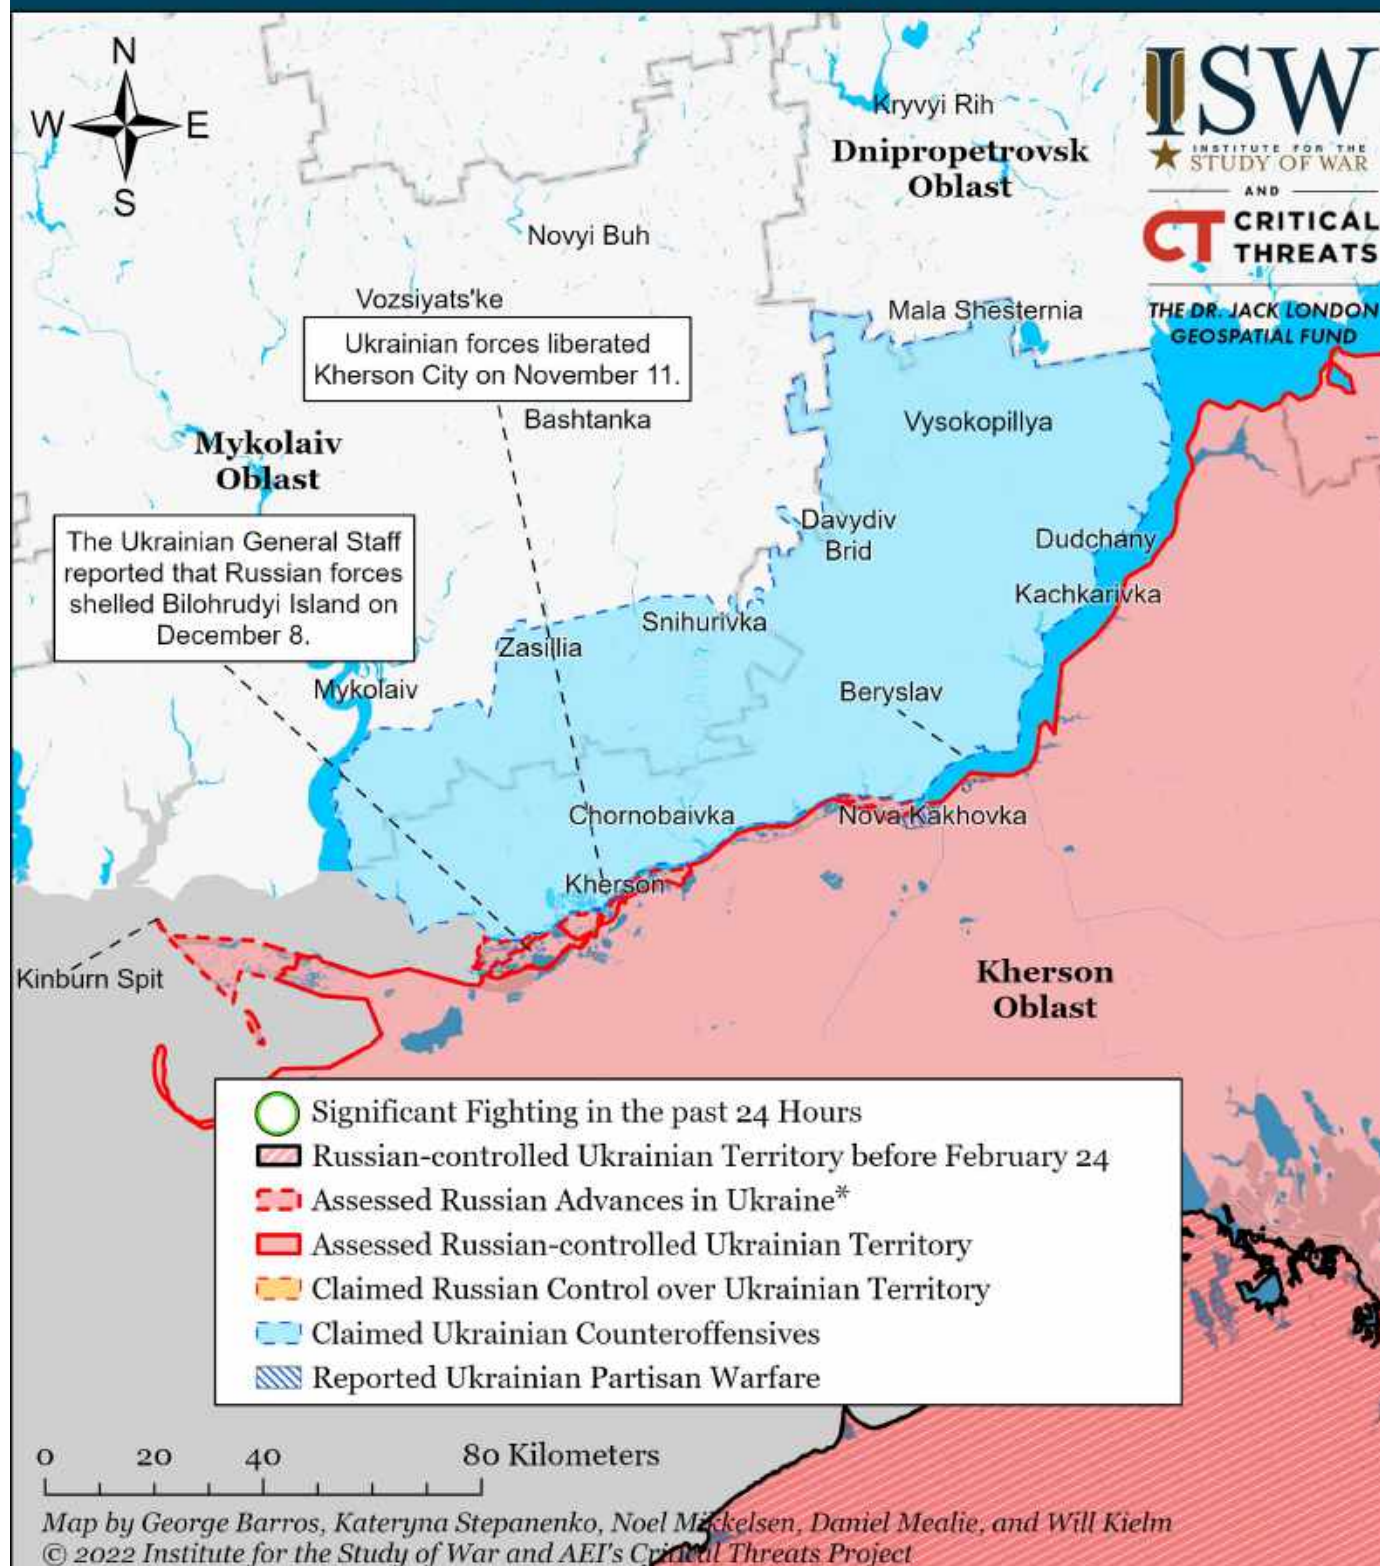 N
W E
S
ISW
INSTITUTE FOR THE
STUDY OF WAR
AND
CT CRITICAL
THREATS
THE DR. JACK LONDON
GEOSPATIAL FUND
Kryvyi Rih
Dnipropetrovsk
Oblast
Novyi Buh
Vozsiyats'ke
Mala Shesternia
Ukrainian forces liberated
Kherson City on November 11.
Bashtanka
Vysokopillya
Mykolaiv
Oblast
The Ukrainian General Staff
reported that Russian forces
shelled Bilohrudyi Island on
December 8.
Davydiv
Brid
Dudchany
Kachkarivka
Snihurivka
Zasillia
Mykolaiv
Beryslav
Chornobaivka
Nova Kakhovka
Kherson
Kinburn Spit
Kherson
Oblast
Significant Fighting in the past 24 Hours
Russian-controlled Ukrainian Territory before February 24
Assessed Russian Advances in Ukraine*
Assessed Russian-controlled Ukrainian Territory
Claimed Russian Control over Ukrainian Territory
Claimed Ukrainian Counteroffensives
Reported Ukrainian Partisan Warfare
0 20 40 80 Kilometers
Map by George Barros, Kateryna Stepanenko, Noel Mikkelsen, Daniel Mealie, and Will Kielm
© 2022 Institute for the Study of War and AEI's Critical Threats Project